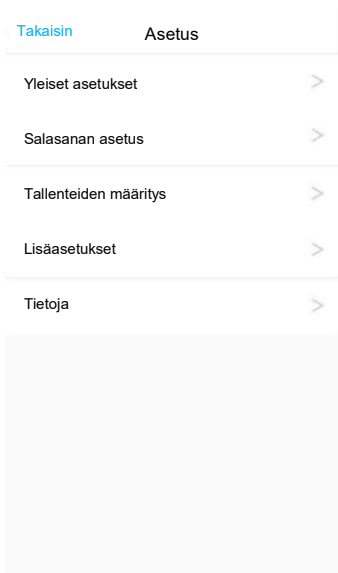 Takaisin Asetus
Yleiset asetukset
Salasanan asetus
Tallenteiden määritys
Lisäasetukset
Tietoja